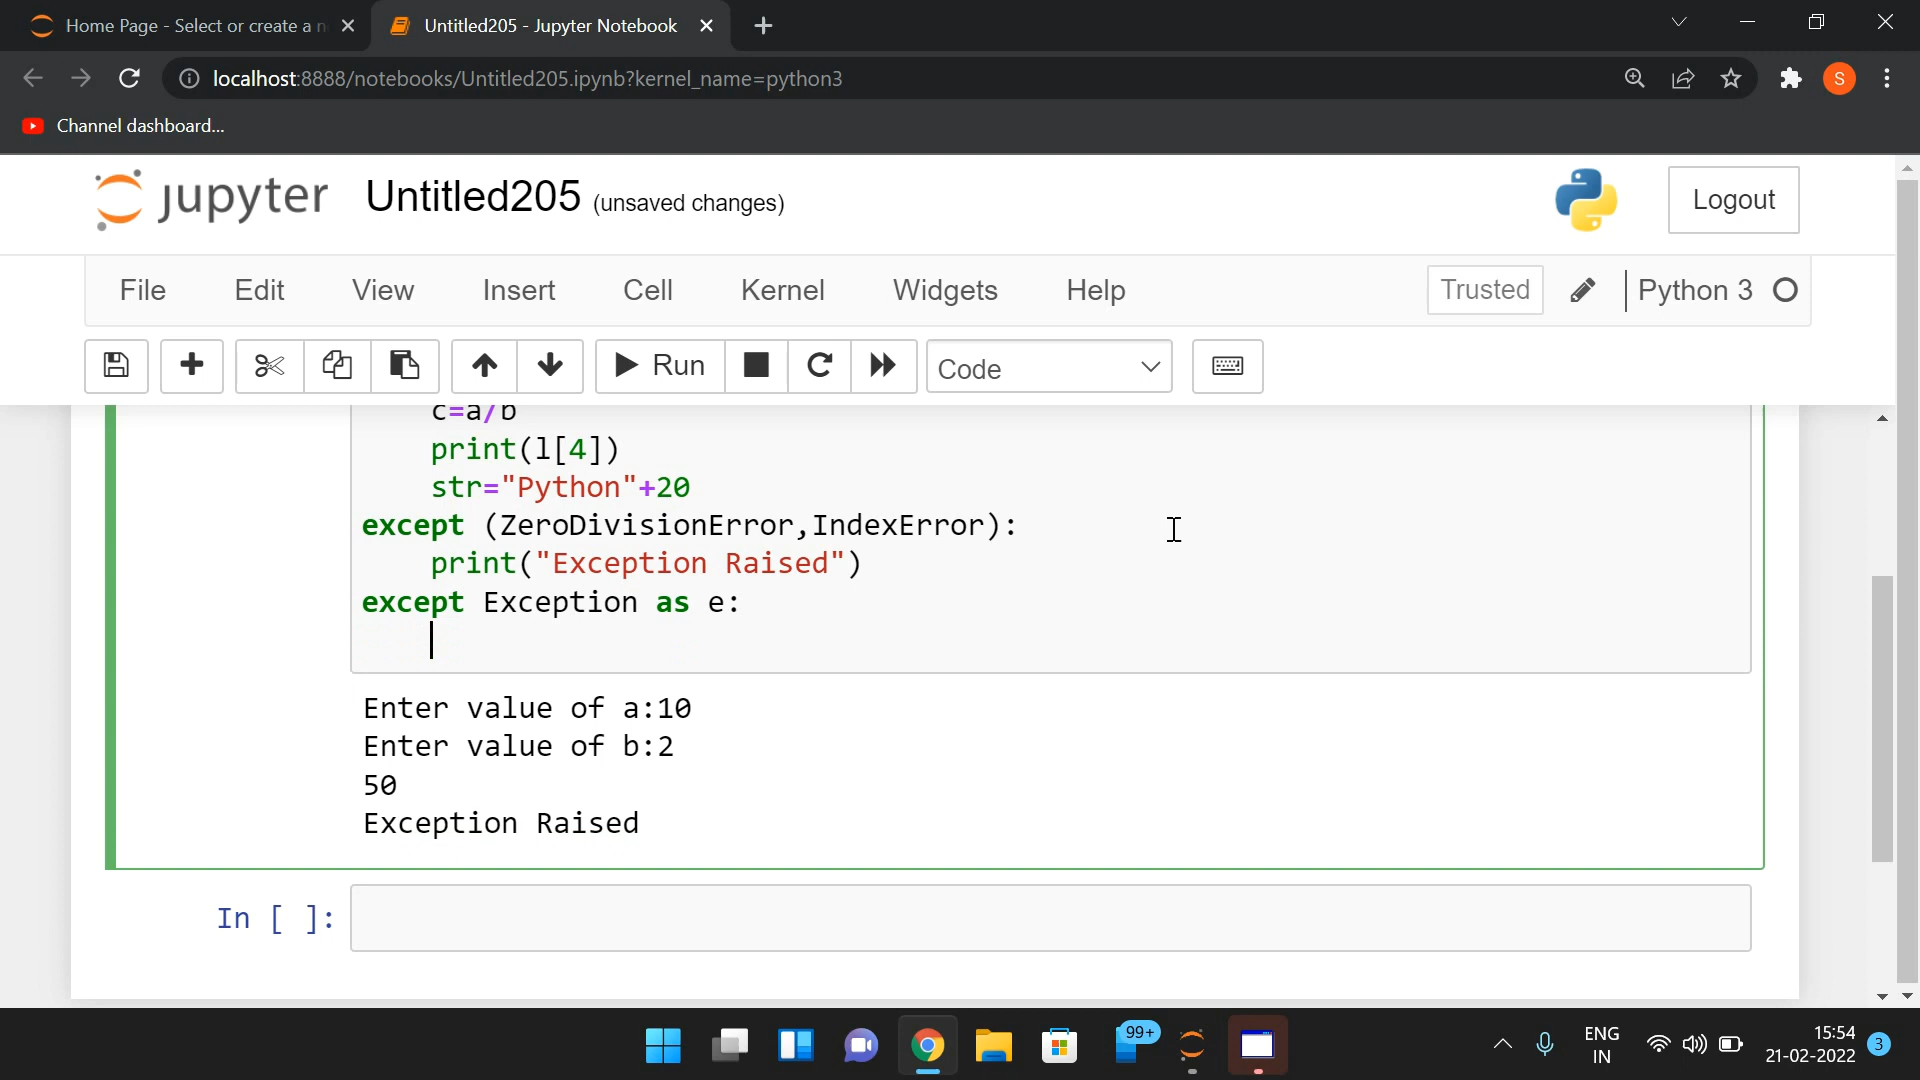 Home Page - Select or create a n
Untitled205 - Jupyter Notebook
localhost:8888/notebooks/Untitled205.ipynb?kernel_name=python3
S
Channel dashboard...
jupyter Untitled205 (unsaved changes)
Logout
File Edit View Insert Cell Kernel Widgets Help
Trusted Python 3
Run Code
c=a/b
print(l[4])
str="Python"+20
except (ZeroDivisionError,IndexError):
print("Exception Raised")
except Exception as e:
Enter value of a:10
Enter value of b:2
50
Exception Raised
In [ ]:
99+
ENG
IN
15:54
21-02-2022
3